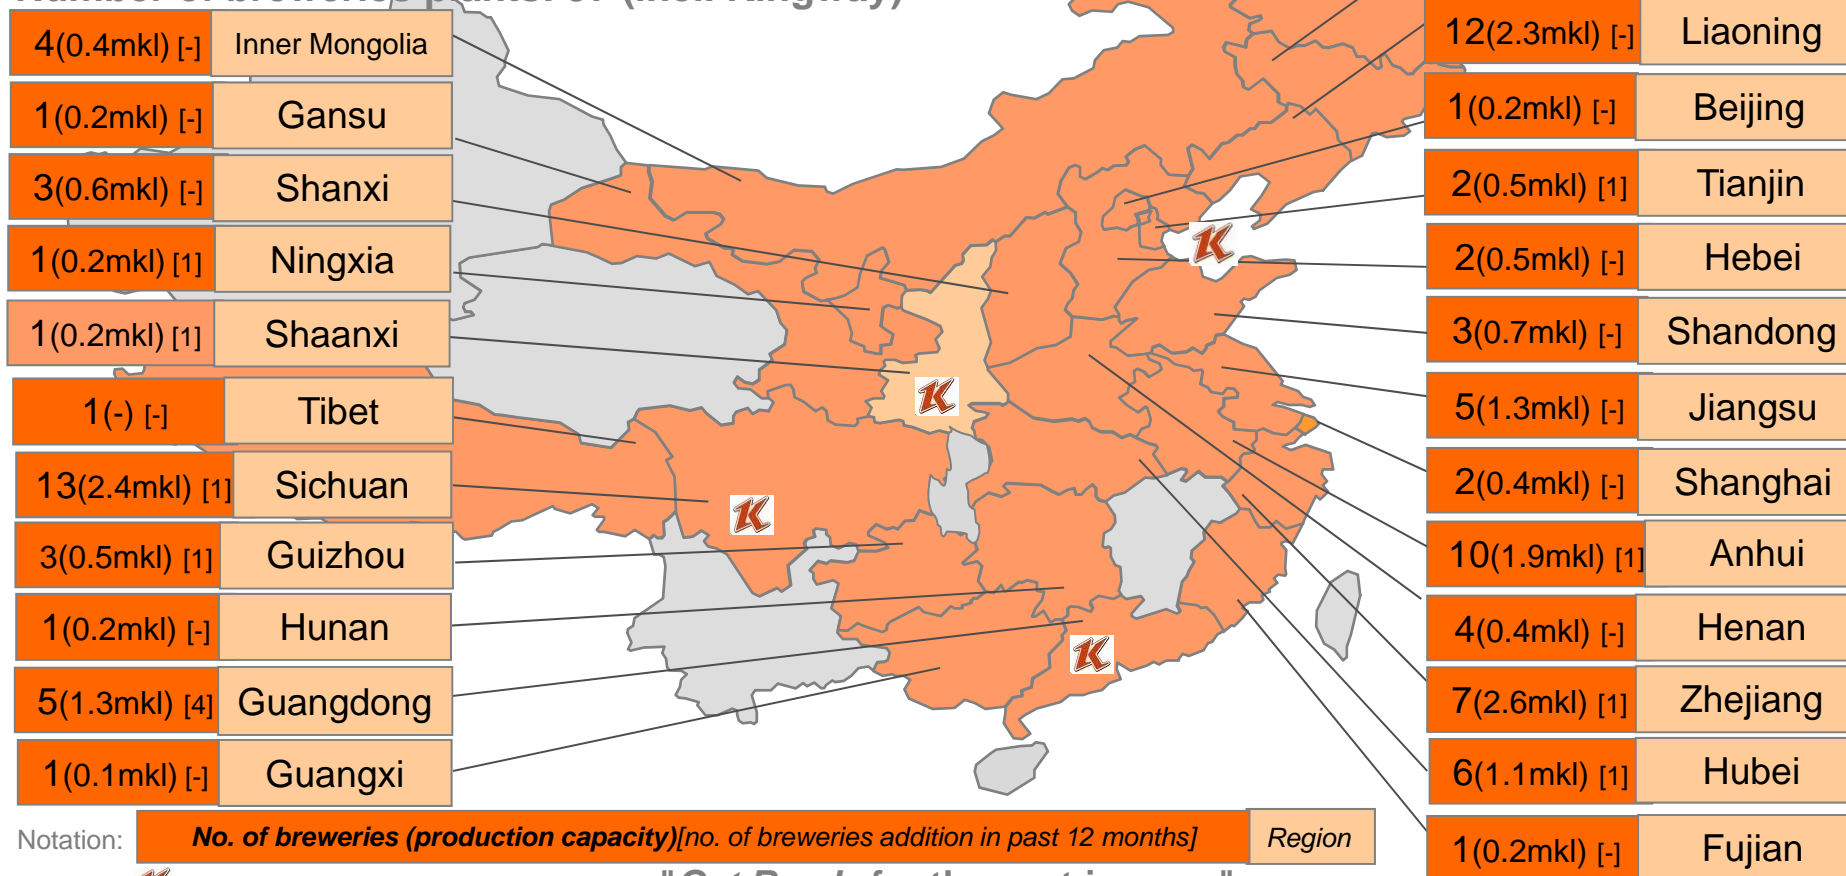 4(0.4mkl) [-] Inner Mongolia
1(0.2mkl) [-] Gansu
3(0.6mkl) [-] Shanxi
1(0.2mkl) [1] Ningxia
1(0.2mkl) [1] Shaanxi
1(-) [-] Tibet
13(2.4mkl) [1] Sichuan
3(0.5mkl) [1] Guizhou
1(0.2mkl) [-] Hunan
5(1.3mkl) [4] Guangdong
1(0.1mkl) [-] Guangxi
12(2.3mkl) [-] Liaoning
1(0.2mkl) [-] Beijing
2(0.5mkl) [1] Tianjin
2(0.5mkl) [-] Hebei
3(0.7mkl) [-] Shandong
5(1.3mkl) [-] Jiangsu
2(0.4mkl) [-] Shanghai
10(1.9mkl) [1] Anhui
4(0.4mkl) [-] Henan
7(2.6mkl) [1] Zhejiang
6(1.1mkl) [1] Hubei
1(0.2mkl) [-] Fujian
Notation: No. of breweries (production capacity)[no. of breweries addition in past 12 months] Region